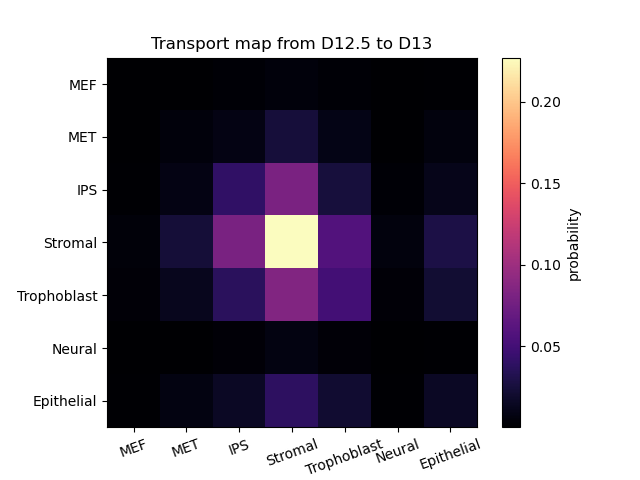 Transport map from D12.5 to D13
MEF
MET
IPS
Stromal
Trophoblast
Neural
Epithelial
MEF
MET
IPS
Stromal
Trophoblast
Neural
Epithelial
0.20
0.15
0.10
0.05
probability